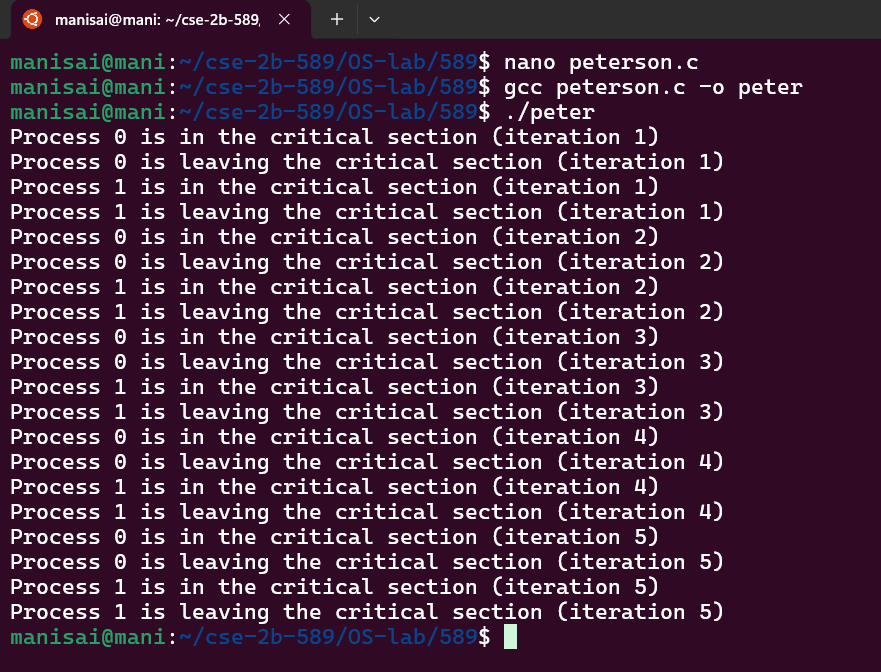 manisai@mani: ~/cse-2b-589,
manisai@mani:~/cse-2b-589/OS-lab/589$ nano peterson.c
manisai@mani:~/cse-2b-589/OS-lab/589$ gcc peterson.c -o peter
manisai@mani:~/cse-2b-589/OS-lab/589$ ./peter
Process 0 is in the critical section (iteration 1)
Process 0 is leaving the critical section (iteration 1)
Process 1 is in the critical section (iteration 1)
Process 1 is leaving the critical section (iteration 1)
Process 0 is in the critical section (iteration 2)
Process 0 is leaving the critical section (iteration 2)
Process 1 is in the critical section (iteration 2)
Process 1 is leaving the critical section (iteration 2)
Process 0 is in the critical section (iteration 3)
Process 0 is leaving the critical section (iteration 3)
Process 1 is in the critical section (iteration 3)
Process 1 is leaving the critical section (iteration 3)
Process 0 is in the critical section (iteration 4)
Process 0 is leaving the critical section (iteration 4)
Process 1 is in the critical section (iteration 4)
Process 1 is leaving the critical section (iteration 4)
Process 0 is in the critical section (iteration 5)
Process 0 is leaving the critical section (iteration 5)
Process 1 is in the critical section (iteration 5)
Process 1 is leaving the critical section (iteration 5)
manisai@mani:~/cse-2b-589/OS-lab/589$